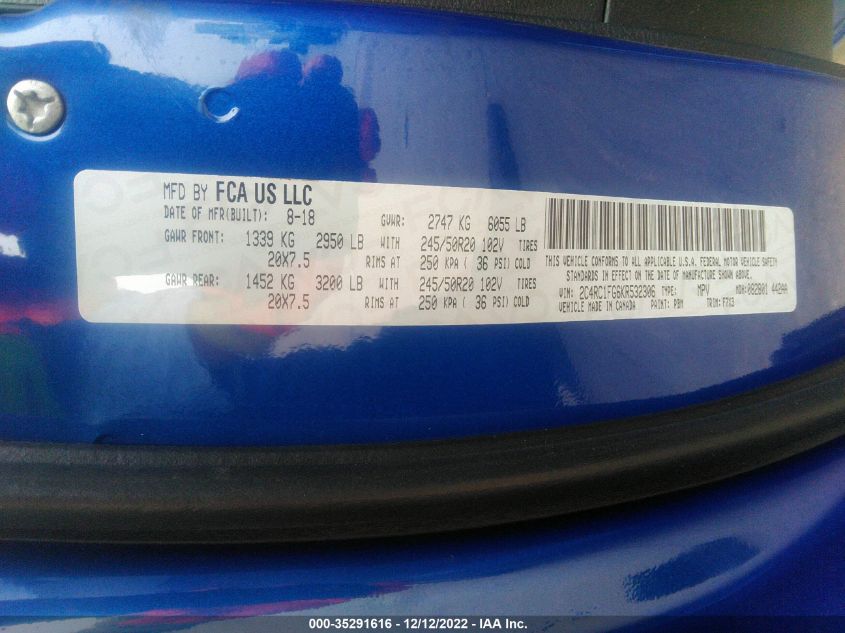 MFD BY FCA US LLC
DATE OF MFR(BUILT): 8-18 GVWR: 2747 KG 6055 LB
GAWR FRONT: 1339 KG 2950 LB WITH 245/50R20 102V TIRES
20X7.5 RIMS AT 250 KPA ( 36 PSI) COLD
GAWR REAR: 1452 KG 3200 LB WITH 245/50R20 102V TIRES
20X7.5 RIMS AT 250 KPA ( 36 PSI) COLD
THIS VEHICLE CONFORMS TO ALL APPLICABLE U.S.A. FEDERAL MOTOR VEHICLE SAFETY
STANDARDS IN EFFECT ON THE DATE OF MANUFACTURE SHOWN ABOVE.
VIN: 2C4RC1FG6KR532306 TYPE: MPV MDH: 082801 442AA
VEHICLE MADE IN CANADA PAINT: PBM TRIM:
000-35291616 - 12/12/2022 - IAA Inc.